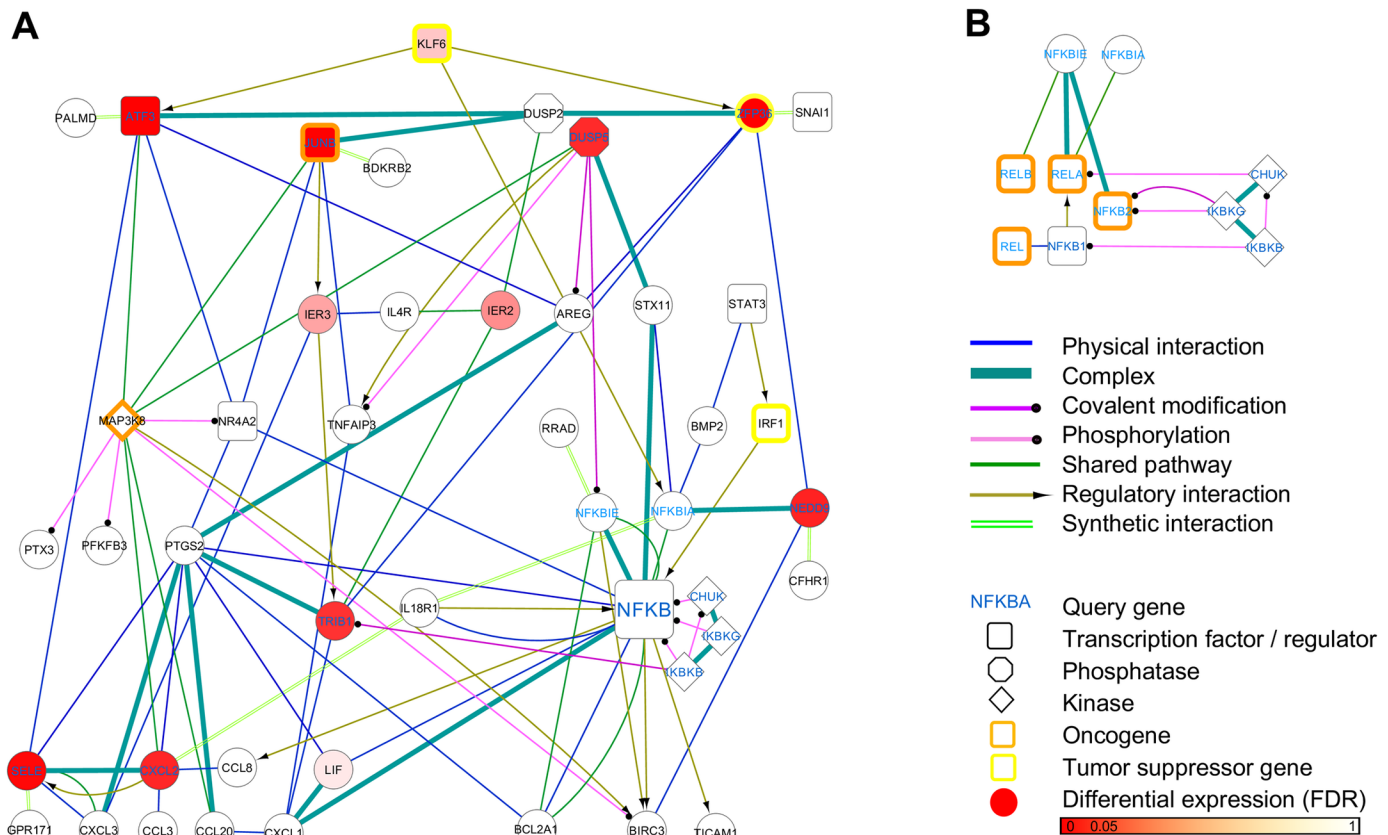 A
KLF6
PALMD
ATF3
DUSP2
SNAI1
JUNB
DUSP5
BDKRB2
IER3
IL4R
IER2
AREG
STX11
STAT3
MAP3K8
NR4A2
TNFAIP3
RRAD
BMP2
IRF1
PTX3
PFKFB3
PTGS2
NFKBIE
NFKBIA
NEDD9
CFHR1
TRIB1
IL18R1
NFKB
CHUK
IKBKG
IKBKB
SELE
CXCL2
CCL8
LIF
GPR171
CXCL3
CCL3
CCL20
CXCL1
BCL2A1
BIRC3
TICAM1
B
NFKBIE
NFKBIA
RELB
RELA
CHUK
NFKB2
IKBKG
REL
NFKB1
IKBKB
Physical interaction
Complex
Covalent modification
Phosphorylation
Shared pathway
Regulatory interaction
Synthetic interaction
NFKBA
Query gene
Transcription factor / regulator
Phosphatase
Kinase
Oncogene
Tumor suppressor gene
Differential expression (FDR)
0 0.05 1